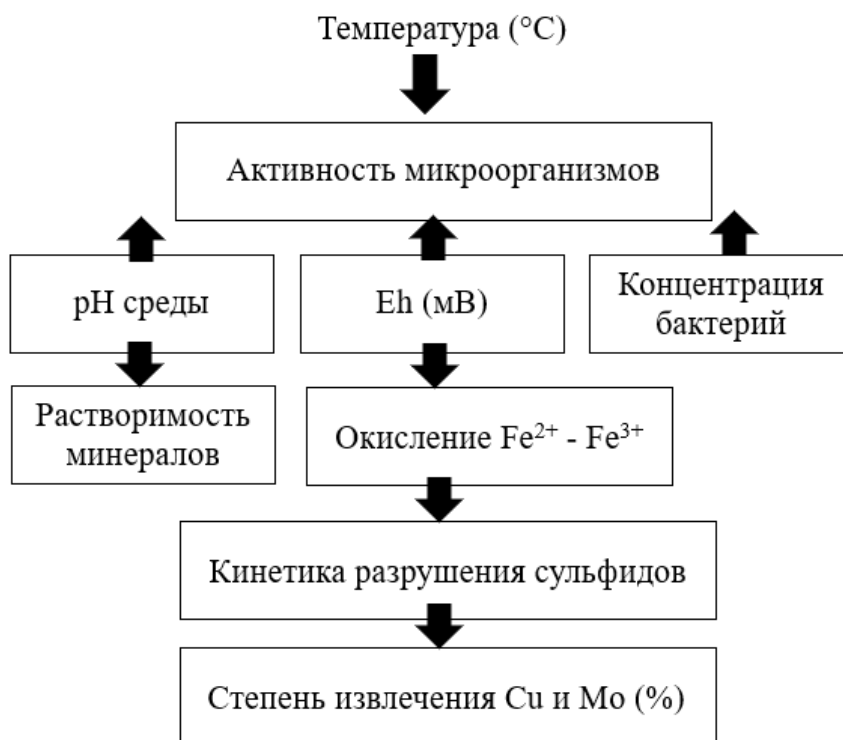 Температура (°C)
Активность микроорганизмов
pH среды
Eh (мВ)
Концентрация
бактерий
Растворимость
минералов
Окисление Fe²⁺ - Fe³⁺
Кинетика разрушения сульфидов
Степень извлечения Cu и Mo (%)